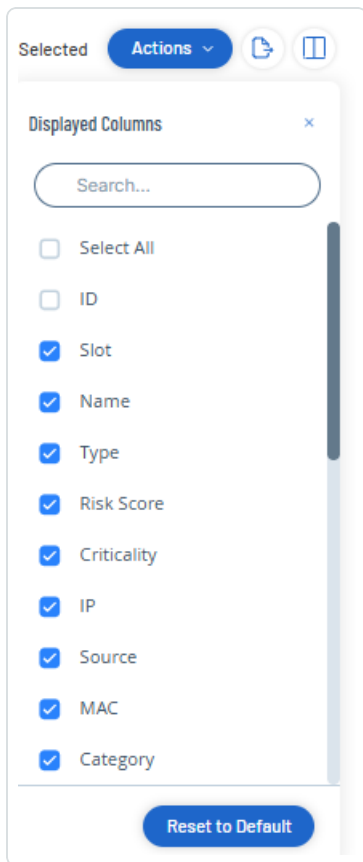 Selected Actions
Displayed Columns ×
Search...
Select All
ID
Slot
Name
Type
Risk Score
Criticality
IP
Source
MAC
Category
Reset to Default